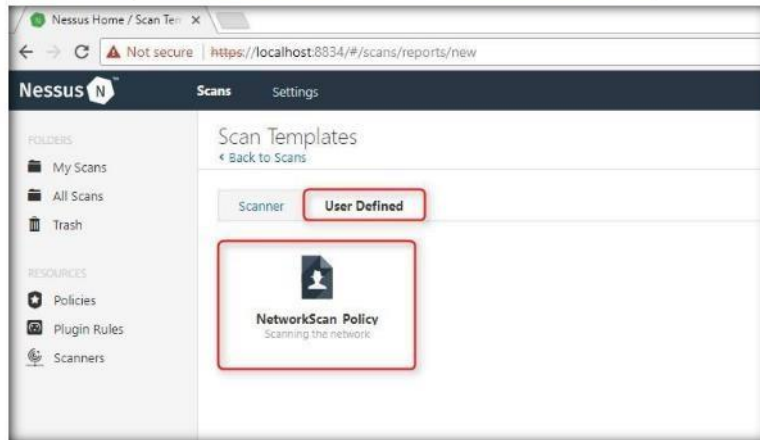 Nessus Home / Scan Ten
Not secure | https://localhost:8834/#/scans/reports/new
Nessus N
Scans Settings
FOLDERS
My Scans
All Scans
Trash
RESOURCES
Policies
Plugin Rules
Scanners
Scan Templates
< Back to Scans
Scanner User Defined
NetworkScan Policy
Scanning the network